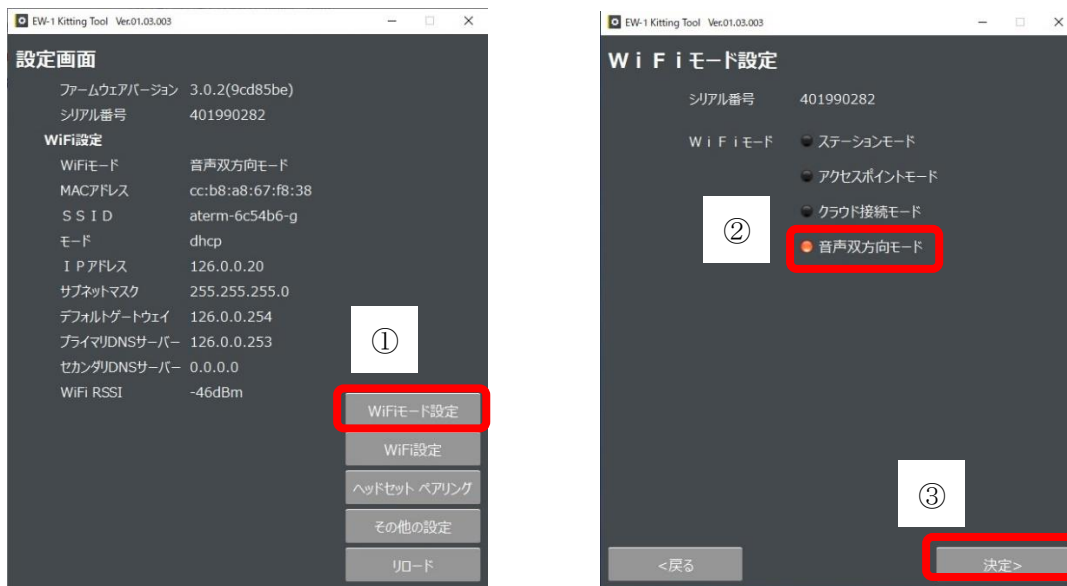 EW-1 Kitting Tool Ver.01.03.003
設定画面
ファームウェアバージョン 3.0.2(9cd85be)
シリアル番号 401990282
WiFi設定
WiFiモード 音声双方向モード
MACアドレス cc:b8:a8:67:f8:38
ＳＳＩＤ aterm-6c54b6-g
モード dhcp
ＩＰアドレス 126.0.0.20
サブネットマスク 255.255.255.0
デフォルトゲートウェイ 126.0.0.254
プライマリDNSサーバー 126.0.0.253
セカンダリDNSサーバー 0.0.0.0
WiFi RSSI -46dBm
①
WiFiモード設定
WiFi設定
ヘッドセット ペアリング
その他の設定
リロード
EW-1 Kitting Tool Ver.01.03.003
ＷｉＦｉモード設定
シリアル番号 401990282
ＷｉＦｉモード ステーションモード
アクセスポイントモード
クラウド接続モード
②
音声双方向モード
③
<戻る 決定>